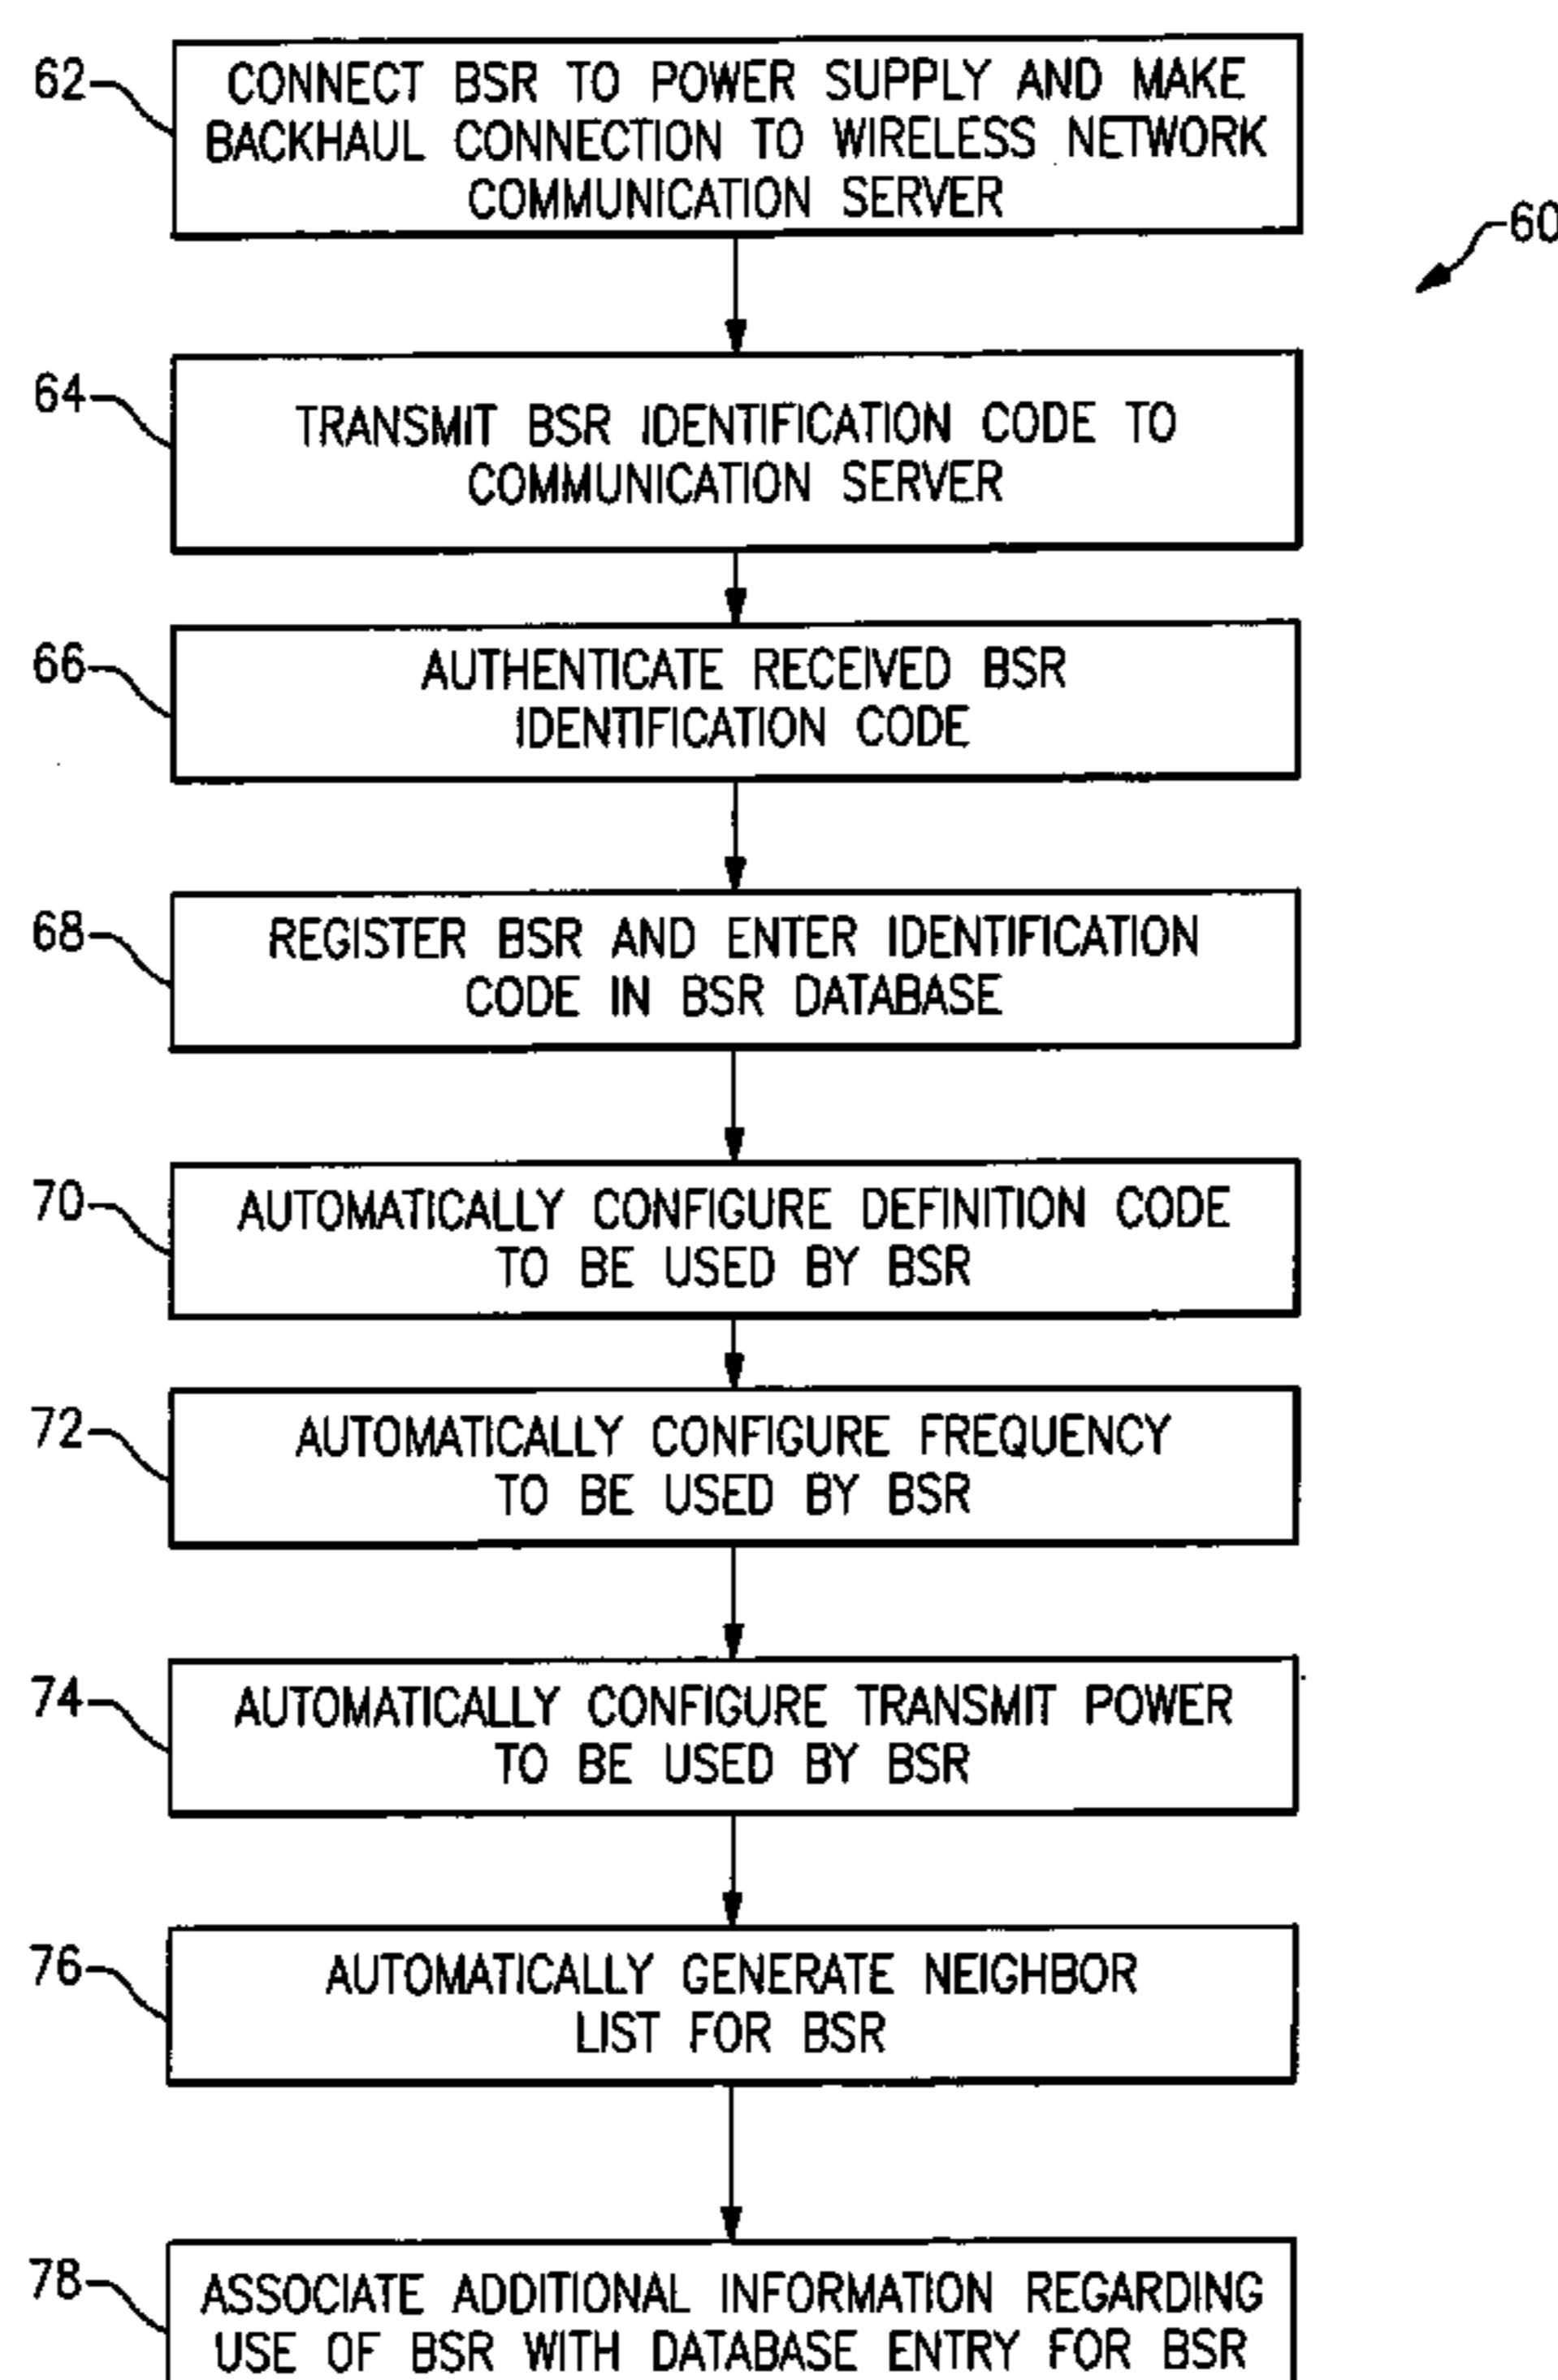 62
CONNECT BSR TO POWER SUPPLY AND MAKE
BACKHAUL CONNECTION TO WIRELESS NETWORK
COMMUNICATION SERVER
60
64
TRANSMIT BSR IDENTIFICATION CODE TO
COMMUNICATION SERVER
66
AUTHENTICATE RECEIVED BSR
IDENTIFICATION CODE
68
REGISTER BSR AND ENTER IDENTIFICATION
CODE IN BSR DATABASE
70
AUTOMATICALLY CONFIGURE DEFINITION CODE
TO BE USED BY BSR
72
AUTOMATICALLY CONFIGURE FREQUENCY
TO BE USED BY BSR
74
AUTOMATICALLY CONFIGURE TRANSMIT POWER
TO BE USED BY BSR
76
AUTOMATICALLY GENERATE NEIGHBOR
LIST FOR BSR
78
ASSOCIATE ADDITIONAL INFORMATION REGARDING
USE OF BSR WITH DATABASE ENTRY FOR BSR